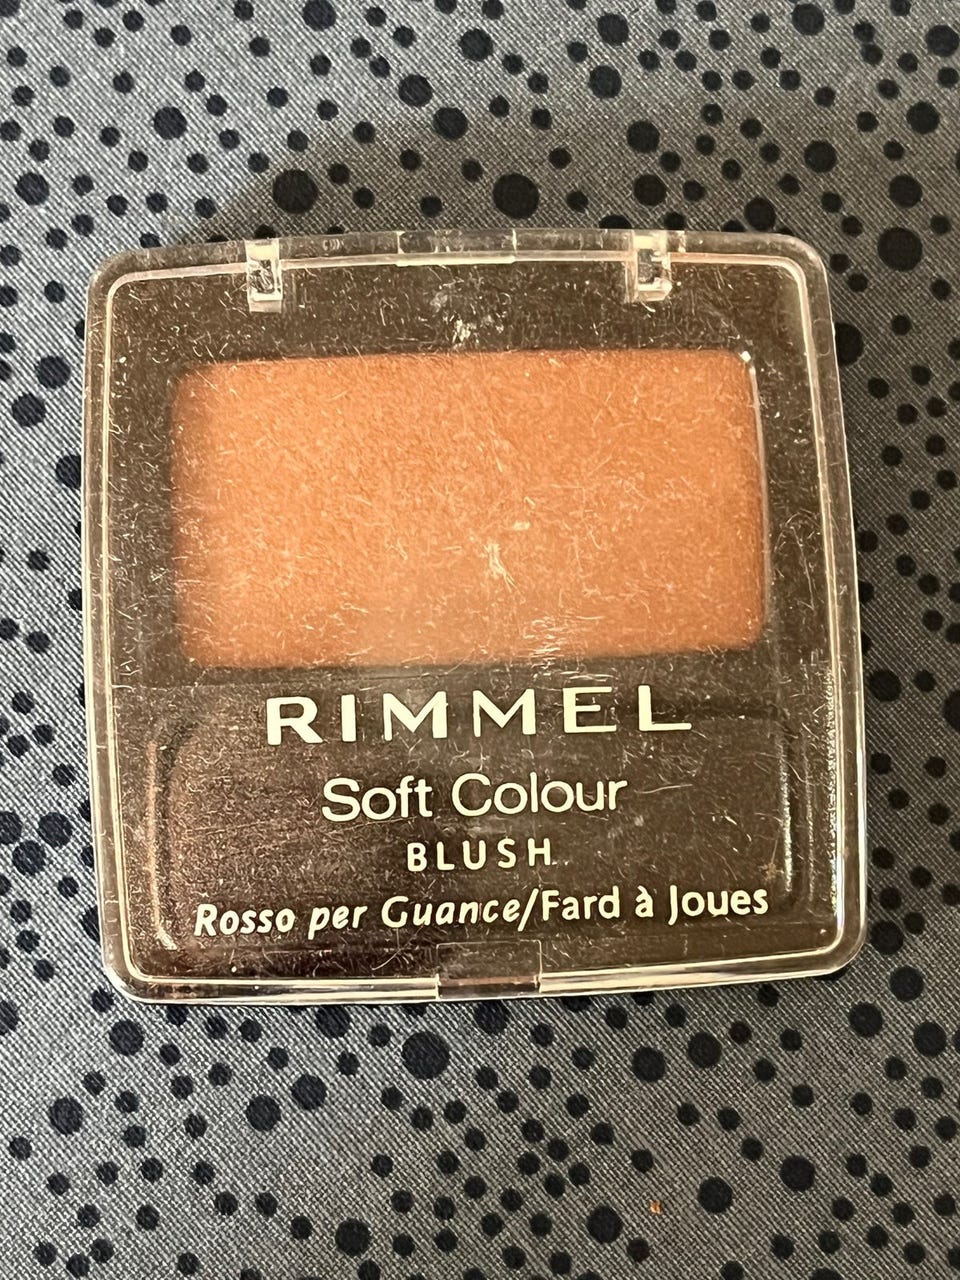 RIMMEL
Soft Colour
BLUSH
Rosso per Guance/Fard à Joues